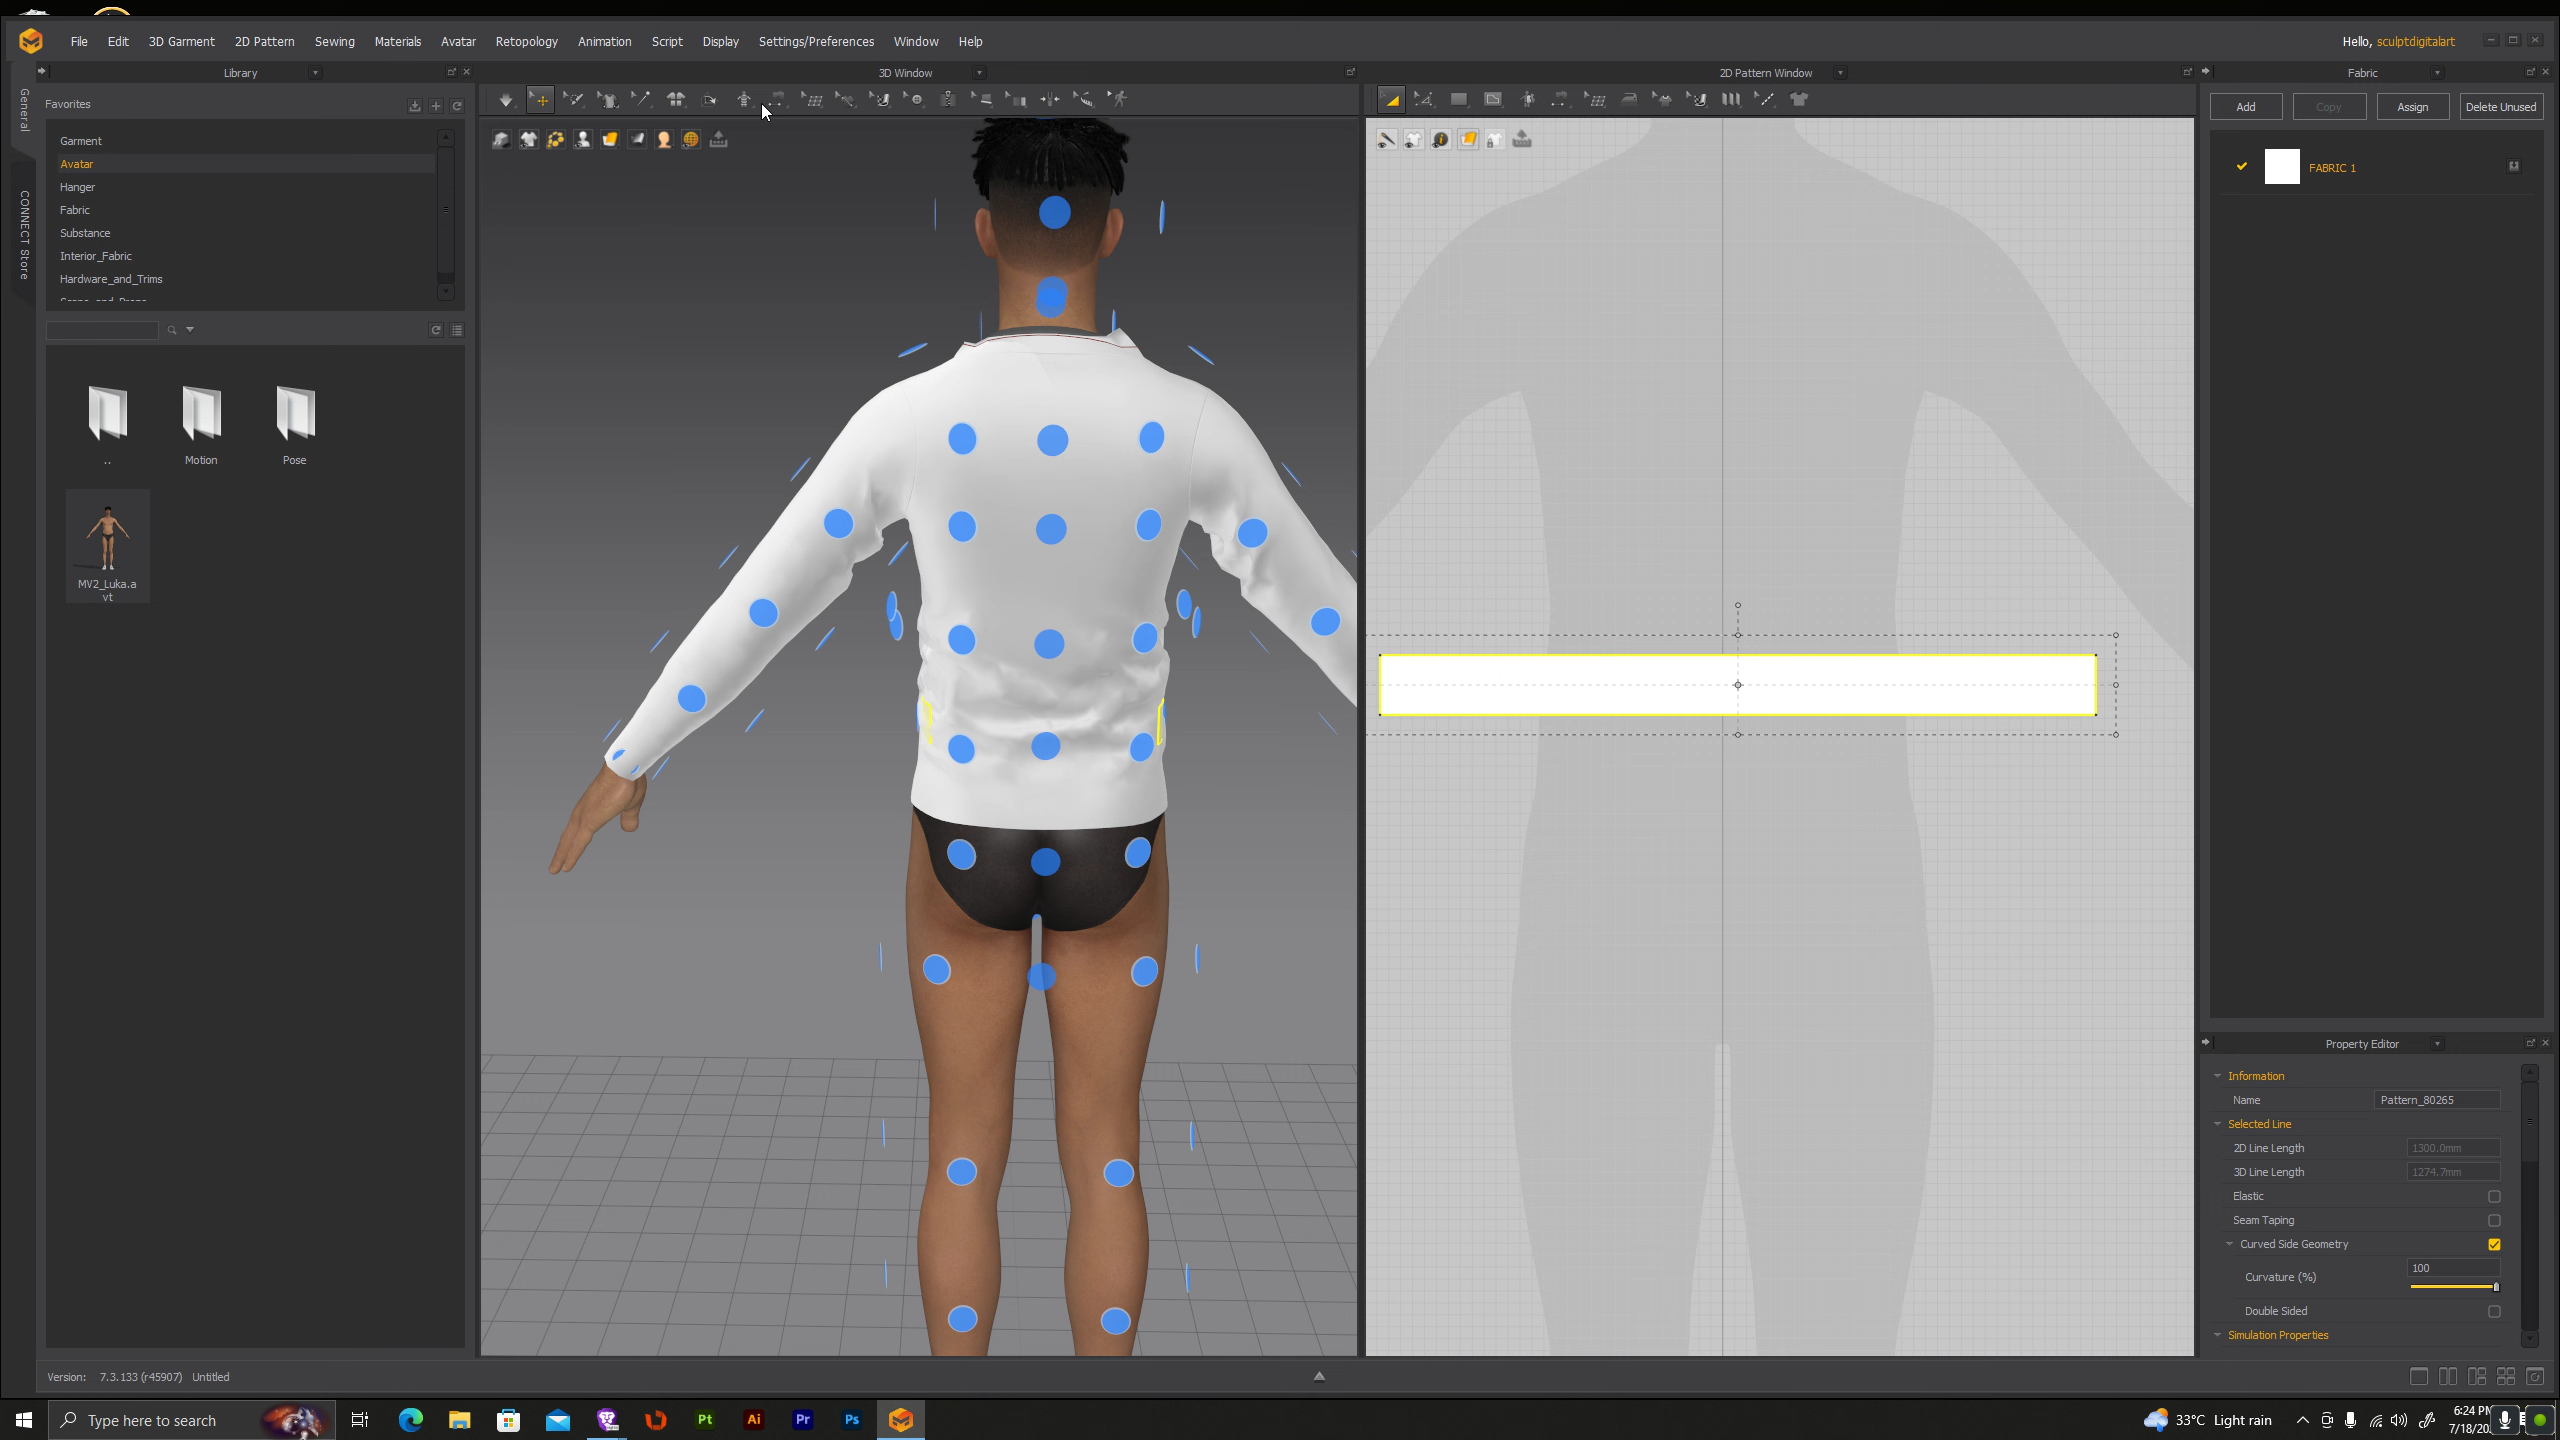 File Edit 3D Garment 2D Pattern Sewing Materials Avatar Retopology Animation Script Display Settings/Preferences Window Help
Hello, sculptdigitalart
Library
3D Window
2D Pattern Window
Fabric
General
CONNECT Store
Favorites
Garment
Avatar
Hanger
Fabric
Substance
Interior_Fabric
Hardware_and_Trims
..
Motion
Pose
MV2_Luka.a
vt
Add Copy Assign Delete Unused
FABRIC 1
Property Editor
Information
Name Pattern_80265
Selected Line
2D Line Length 1300.0mm
3D Line Length 1274.7mm
Elastic
Seam Taping
Curved Side Geometry
Curvature (%) 100
Double Sided
Simulation Properties
Version: 7.3.133 (r45907) Untitled
Type here to search
Pt Ai Pr Ps
33°C Light rain
6:24 P
7/18/20